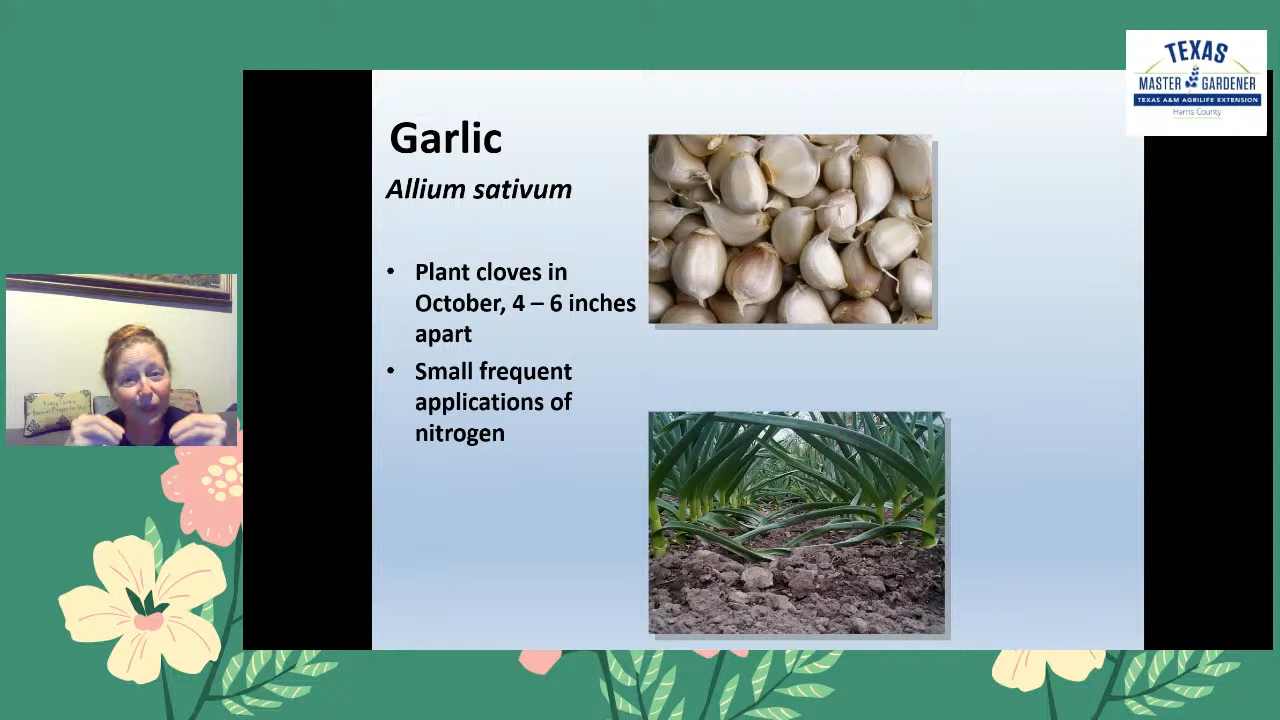 TEXAS
MASTER GARDENER
TEXAS A&M AGRILIFE EXTENSION
Harris County
Garlic
Allium sativum
• Plant cloves in
October, 4 – 6 inches
apart
• Small frequent
applications of
nitrogen